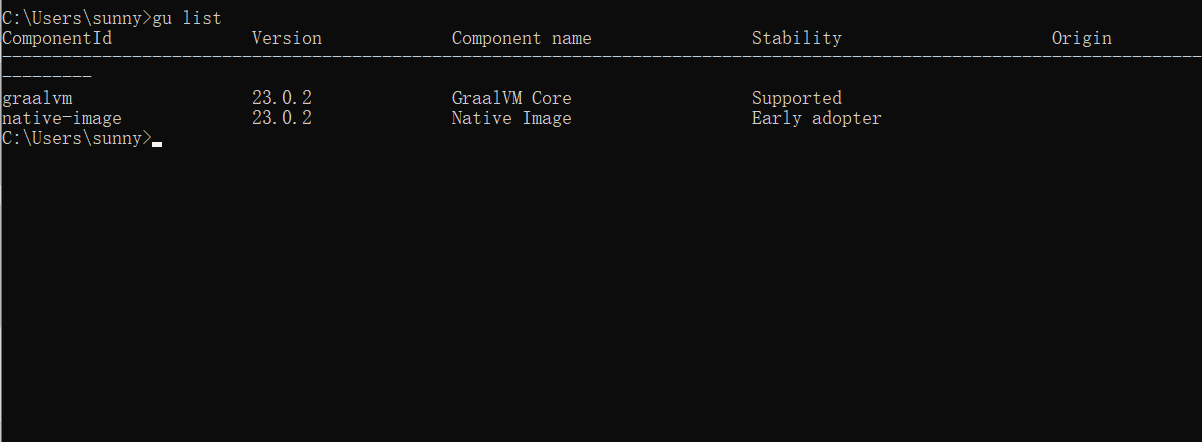 C:\Users\sunny>gu list
ComponentId Version Component name Stability Origin
---------------------------------------------------------------------------------------------------------------------------------
graalvm 23.0.2 GraalVM Core Supported
native-image 23.0.2 Native Image Early adopter
C:\Users\sunny>